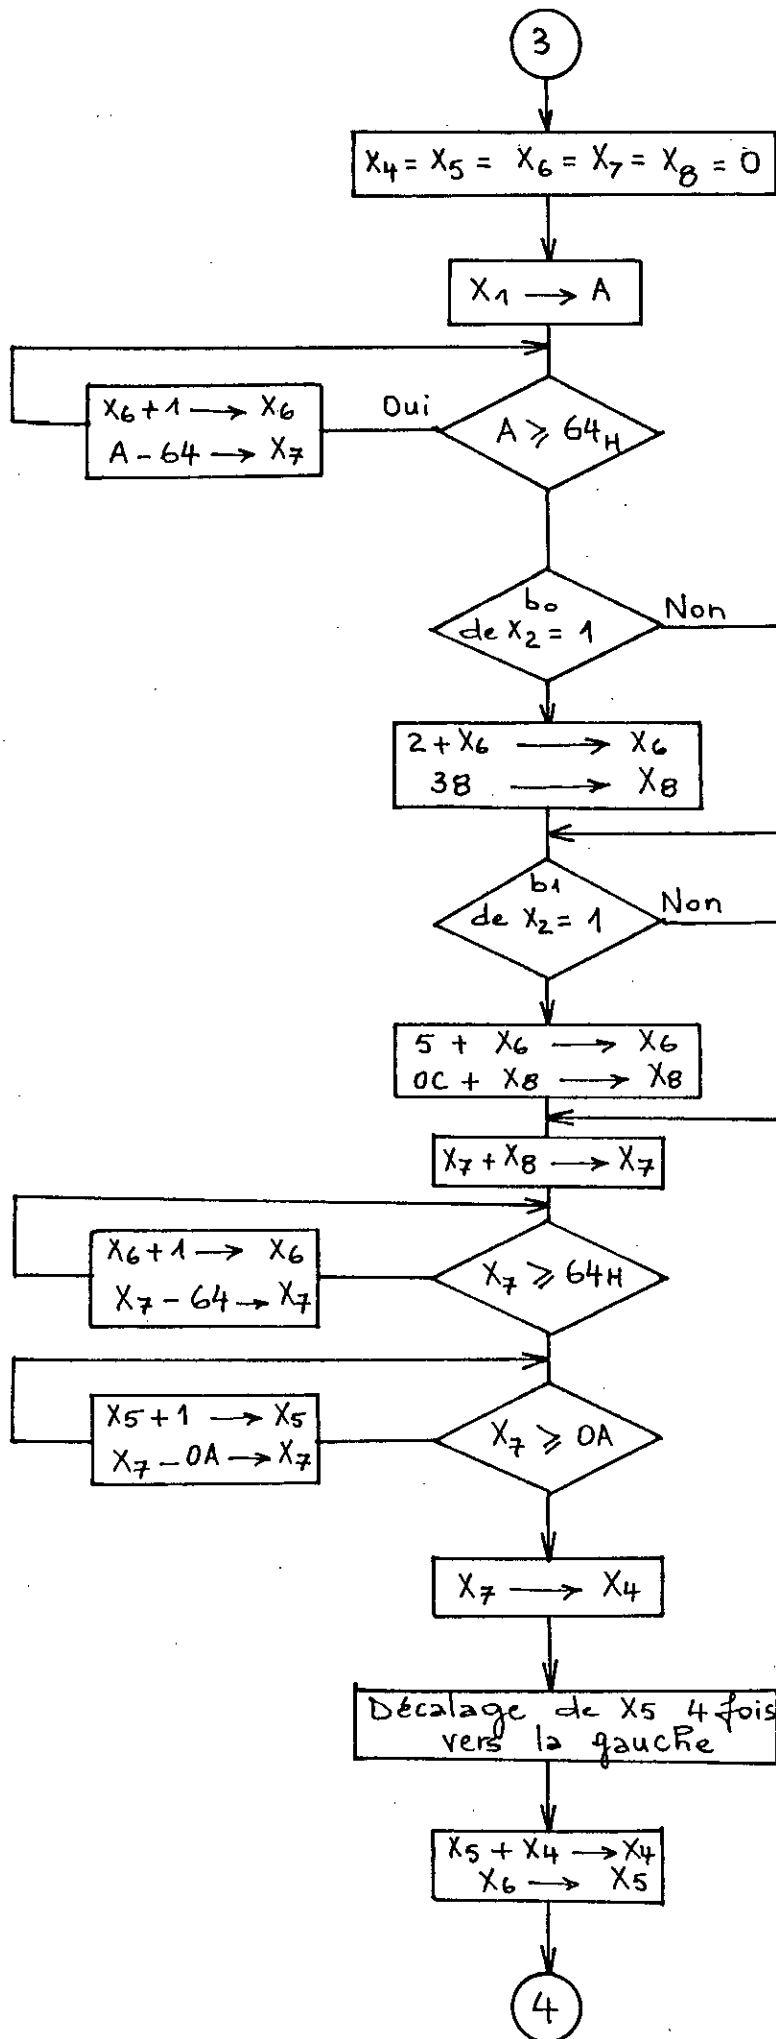 3
X4 = X5 = X6 = X7 = X8 = 0
X1 → A
X6 + 1 → X6
A - 64 → X7
Oui
A ⩾ 64H
b0
de X2 = 1
Non
2 + X6 → X6
38 → X8
b1
de X2 = 1
Non
5 + X6 → X6
0C + X8 → X8
X7 + X8 → X7
X6 + 1 → X6
X7 - 64 → X7
X7 ⩾ 64H
X5 + 1 → X5
X7 - 0A → X7
X7 ⩾ 0A
X7 → X4
Décalage de X5 4 fois
vers la gauche
X5 + X4 → X4
X6 → X5
4